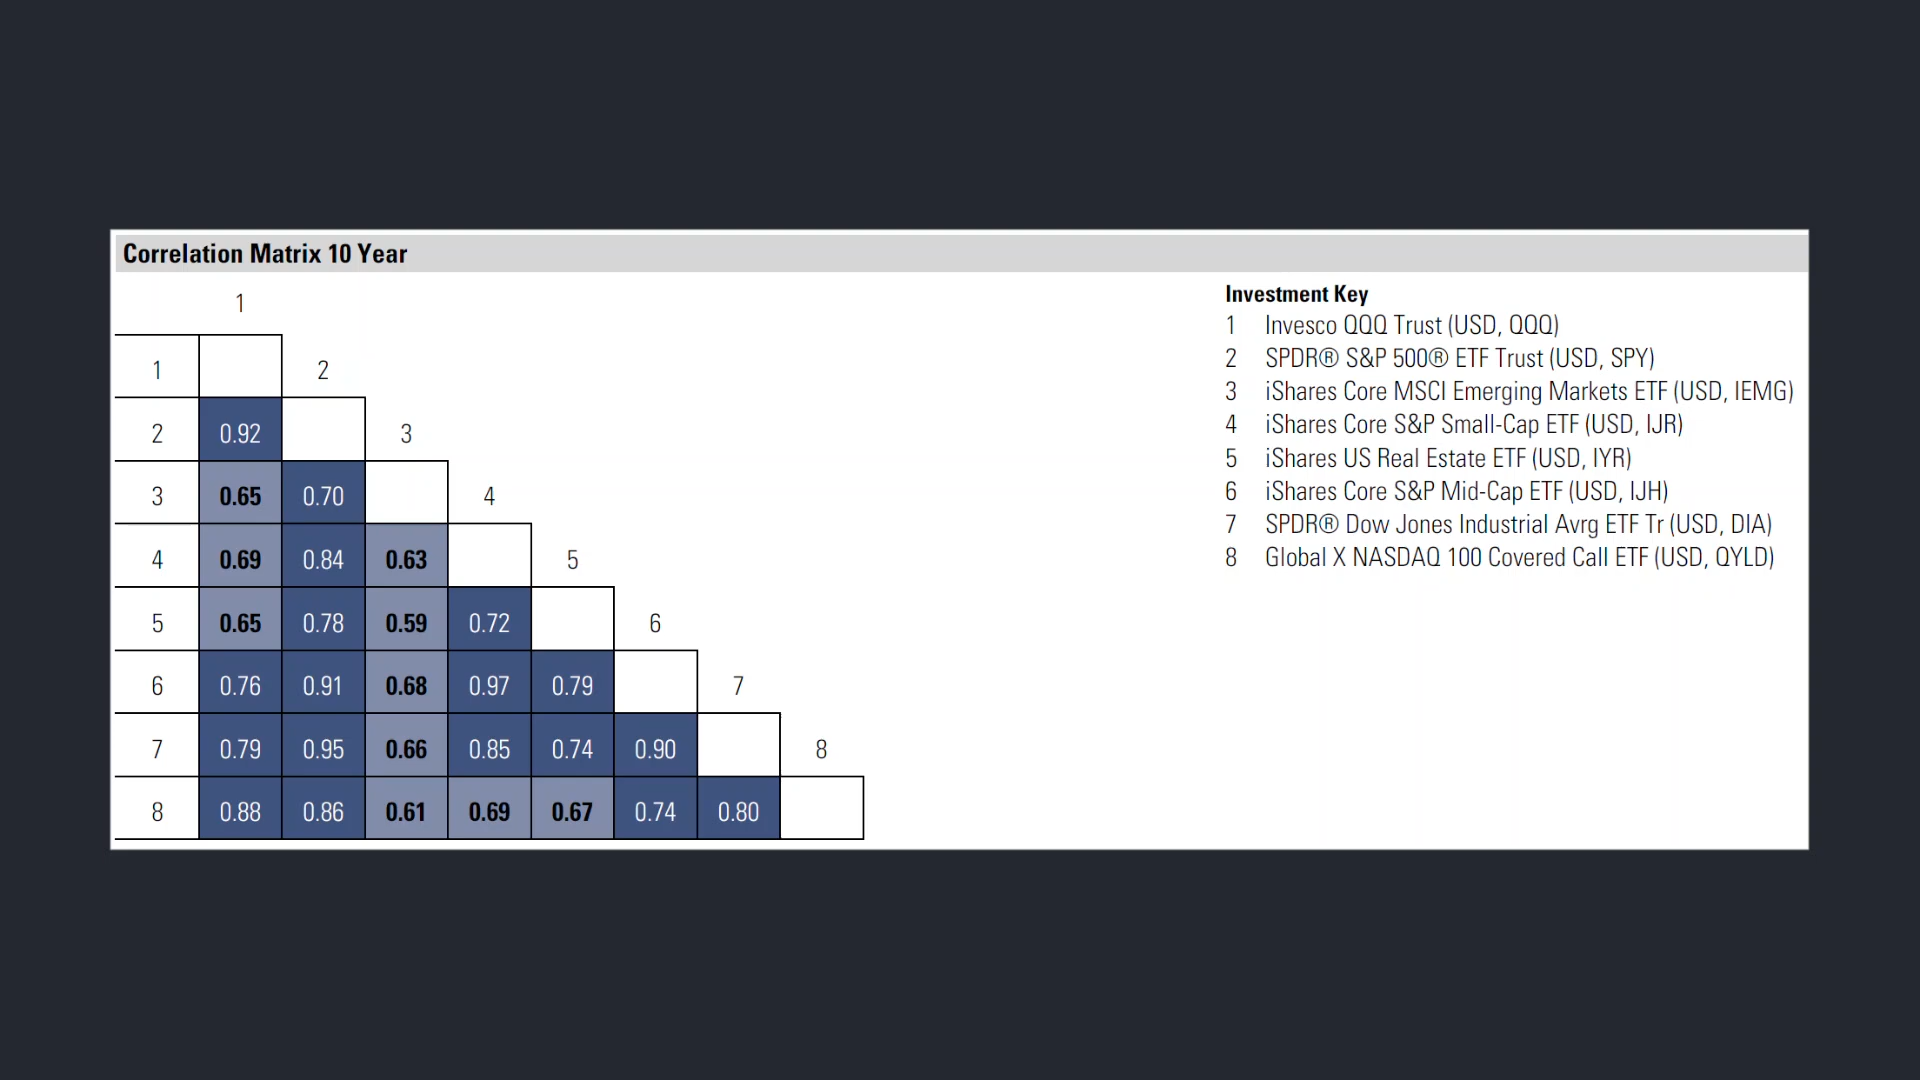 Correlation Matrix 10 Year
1
1 2
2 0.92 3
3 0.65 0.70 4
4 0.69 0.84 0.63 5
5 0.65 0.78 0.59 0.72 6
6 0.76 0.91 0.68 0.97 0.79 7
7 0.79 0.95 0.66 0.85 0.74 0.90 8
8 0.88 0.86 0.61 0.69 0.67 0.74 0.80
Investment Key
1 Invesco QQQ Trust (USD, QQQ)
2 SPDR® S&P 500® ETF Trust (USD, SPY)
3 iShares Core MSCI Emerging Markets ETF (USD, IEMG)
4 iShares Core S&P Small-Cap ETF (USD, IJR)
5 iShares US Real Estate ETF (USD, IYR)
6 iShares Core S&P Mid-Cap ETF (USD, IJH)
7 SPDR® Dow Jones Industrial Avrg ETF Tr (USD, DIA)
8 Global X NASDAQ 100 Covered Call ETF (USD, QYLD)